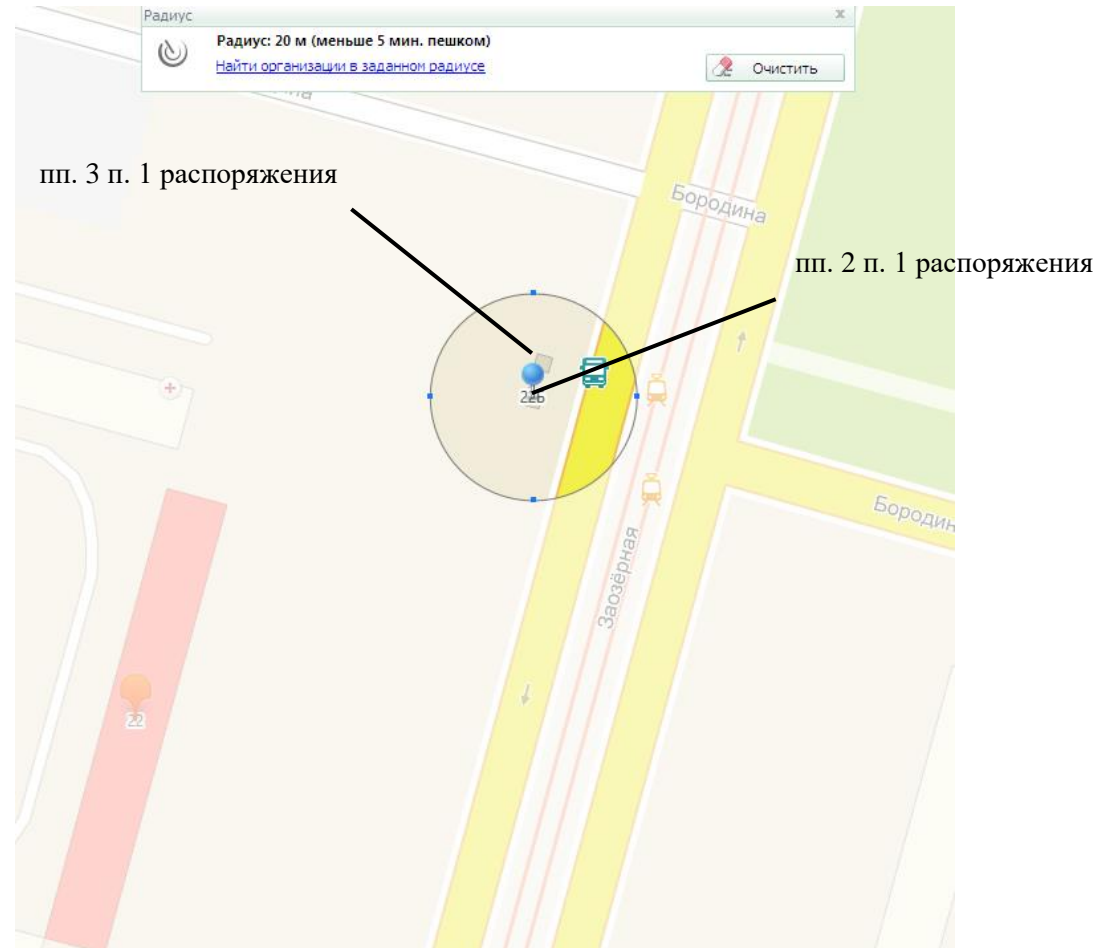 Радиус
x
Радиус: 20 м (меньше 5 мин. пешком)
Найти организации в заданном радиусе
Очистить
пп. 3 п. 1 распоряжения
Бородина
пп. 2 п. 1 распоряжения
22Б
Бородин
Заозёрная
22